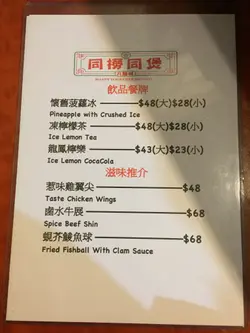 同撈同煲
飲品餐牌
懷舊菠蘿冰 $48(大)$28(小)
Pineapple with Crushed Ice
凍檸檬茶 $48(大)$28(小)
Ice Lemon Tea
龍鳳檸樂 $43(大)$23(小)
Ice Lemon CocaCola
滋味推介
惹味雞翼尖 $48
Taste Chicken Wings
鹵水牛展 $68
Spice Beef Shin
蜆芥鯪魚球 $68
Fried Fishball With Clam Sauce